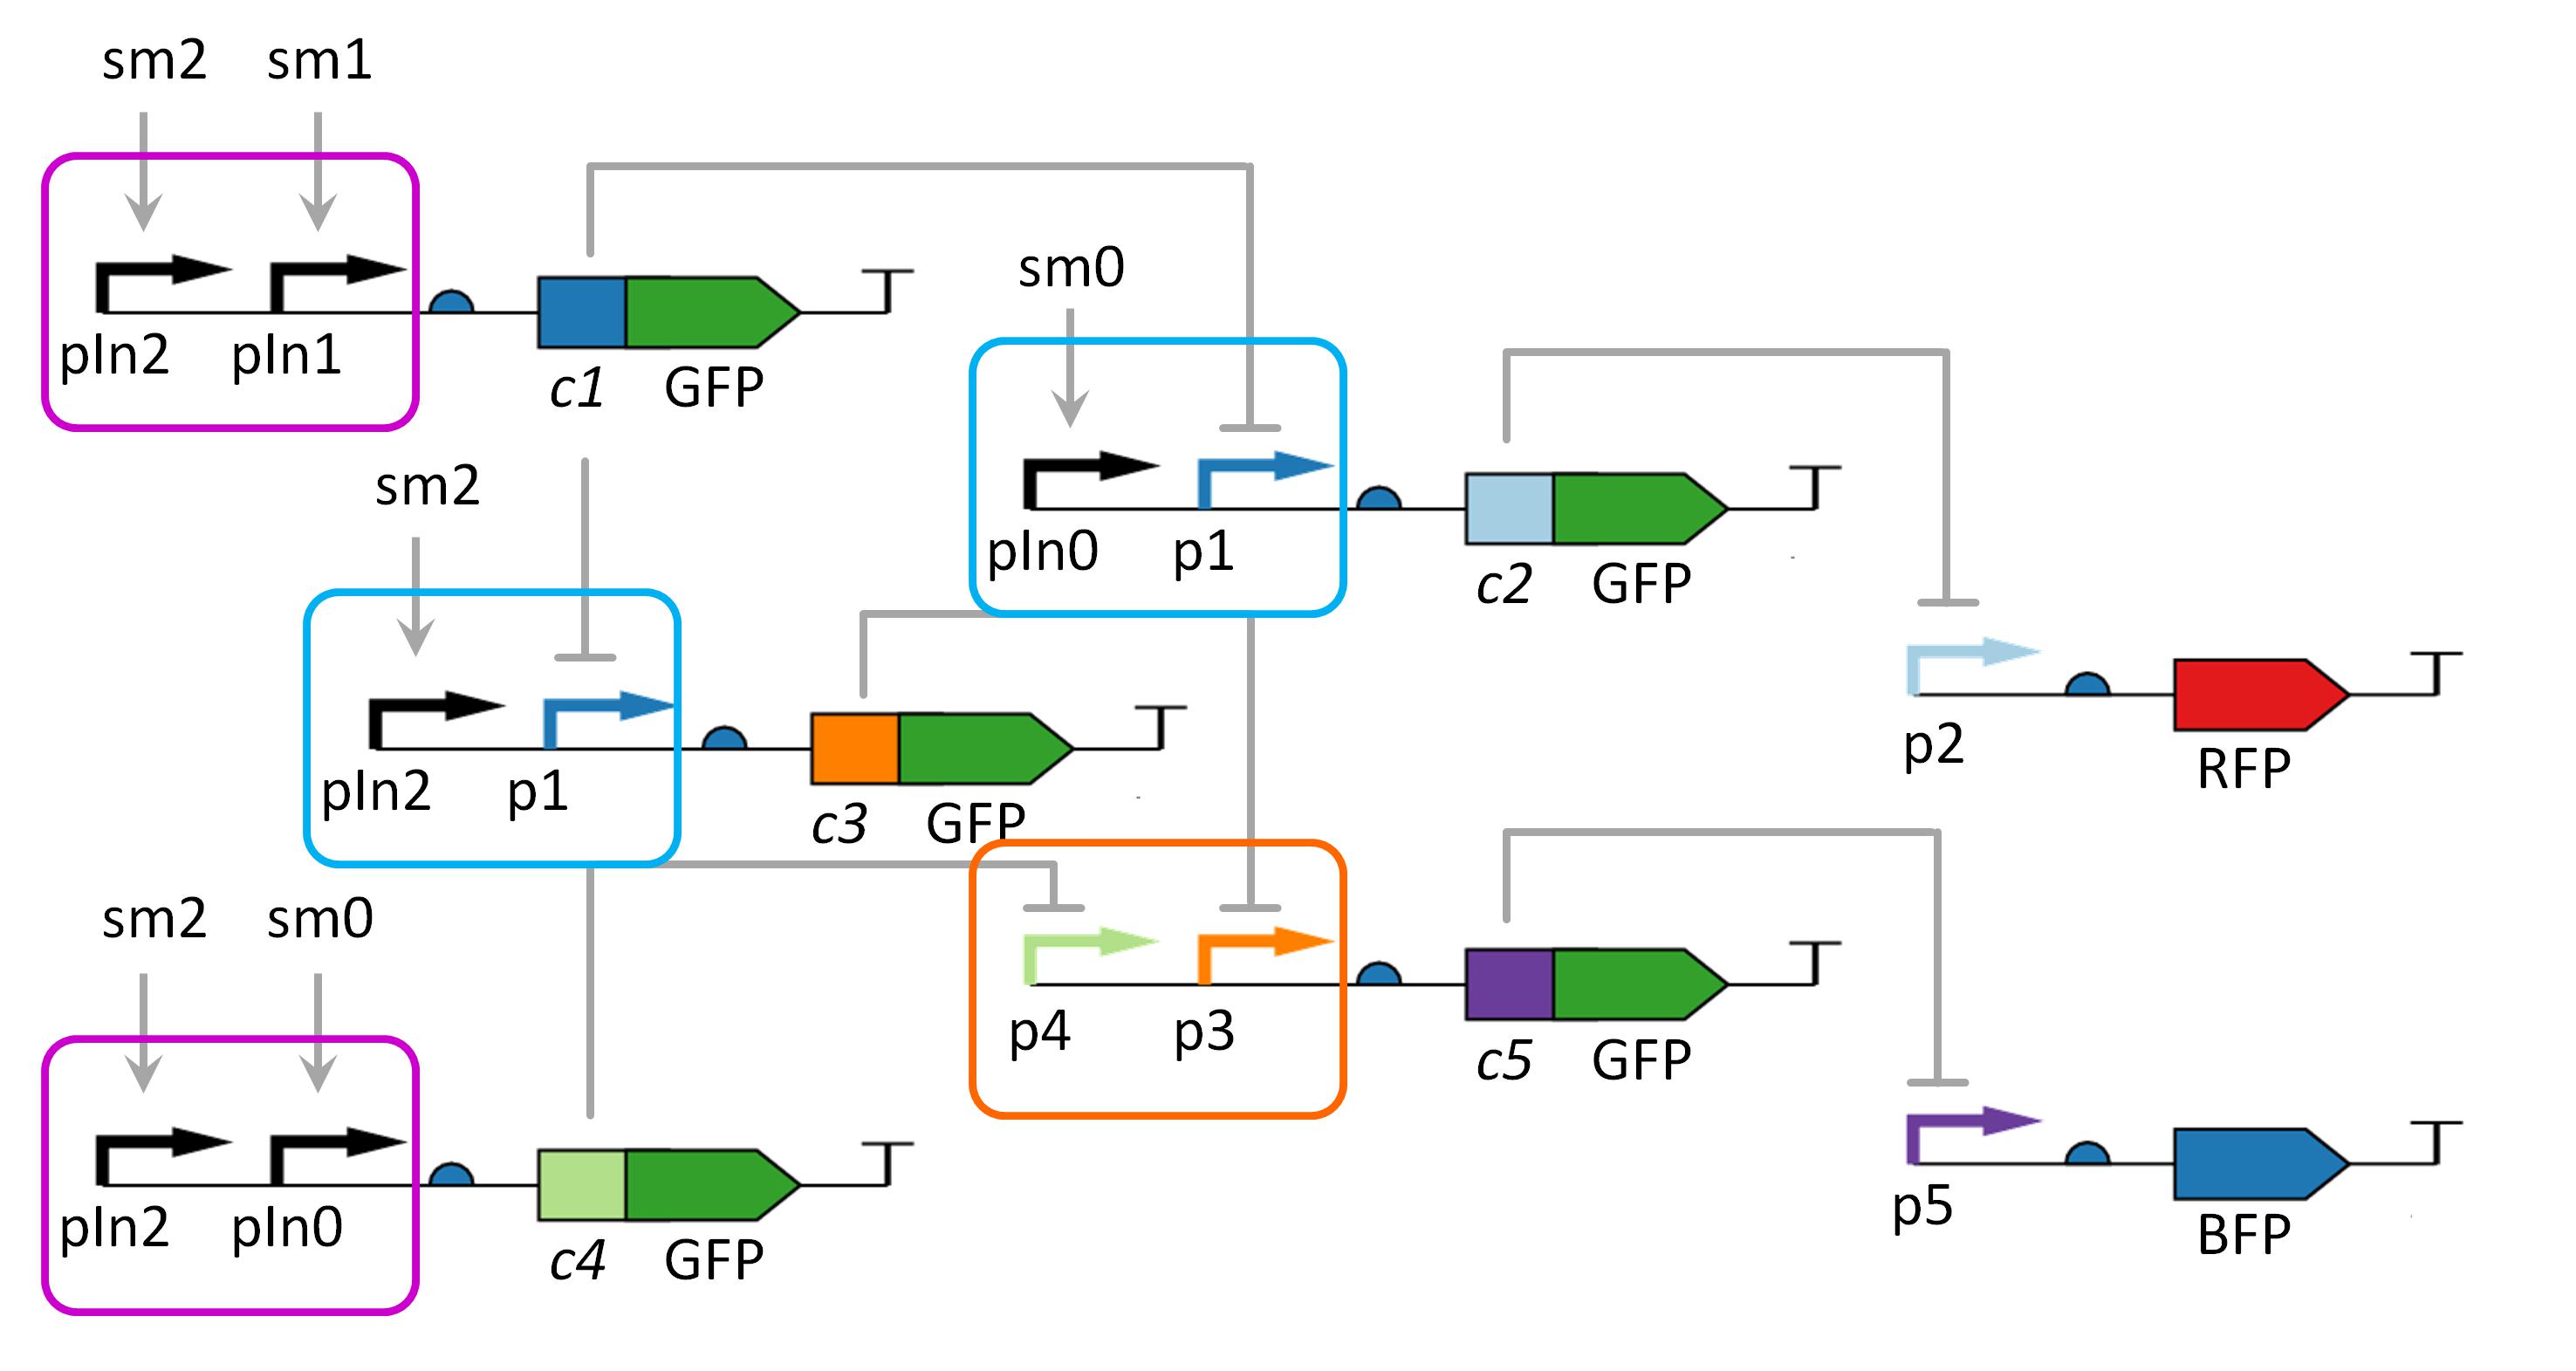 sm2 sm1
pIn2 pIn1
c1 GFP
sm0
pIn0 p1
c2 GFP
sm2
pIn2 p1
c3 GFP
p2
RFP
sm2 sm0
pIn2 pIn0
c4 GFP
p4 p3
c5 GFP
p5
BFP